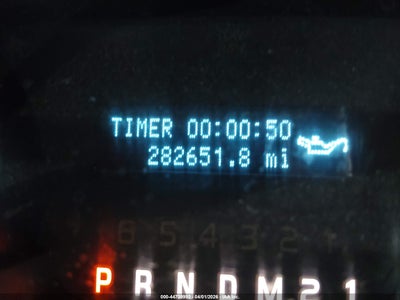 TIMER 00:00:50
282651.8 mi
6 5 4 3 2 1
P R N D M 2 1